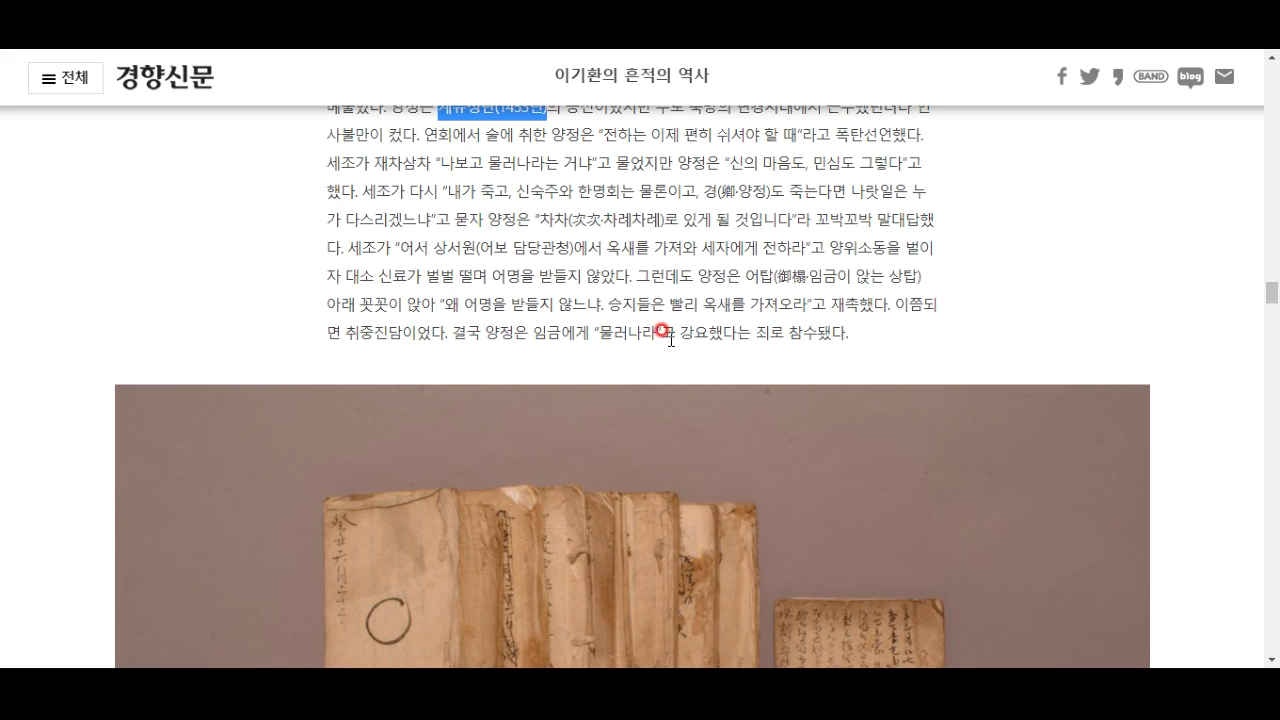 전체
경향신문
이기환의 흔적의 역사
BAND
blog
계유정난(1453년)의
사불만이 컸다. 연회에서 술에 취한 양정은 “전하는 이제 편히 쉬셔야 할 때”라고 폭탄선언했다.
세조가 재차삼차 “나보고 물러나라는 거냐”고 물었지만 양정은 “신의 마음도, 민심도 그렇다”고
했다. 세조가 다시 “내가 죽고, 신숙주와 한명회는 물론이고, 경(卿·양정)도 죽는다면 나랏일은 누
가 다스리겠느냐”고 묻자 양정은 “차차(次次·차례차례)로 있게 될 것입니다”라 꼬박꼬박 말대답했
다. 세조가 “어서 상서원(어보 담당관청)에서 옥새를 가져와 세자에게 전하라”고 양위소동을 벌이
자 대소 신료가 벌벌 떨며 어명을 받들지 않았다. 그런데도 양정은 어탑(御榻·임금이 앉는 상탑)
아래 꼿꼿이 앉아 “왜 어명을 받들지 않느냐. 승지들은 빨리 옥새를 가져오라”고 재촉했다. 이쯤되
면 취중진담이었다. 결국 양정은 임금에게 “물러나라”고 강요했다는 죄로 참수됐다.